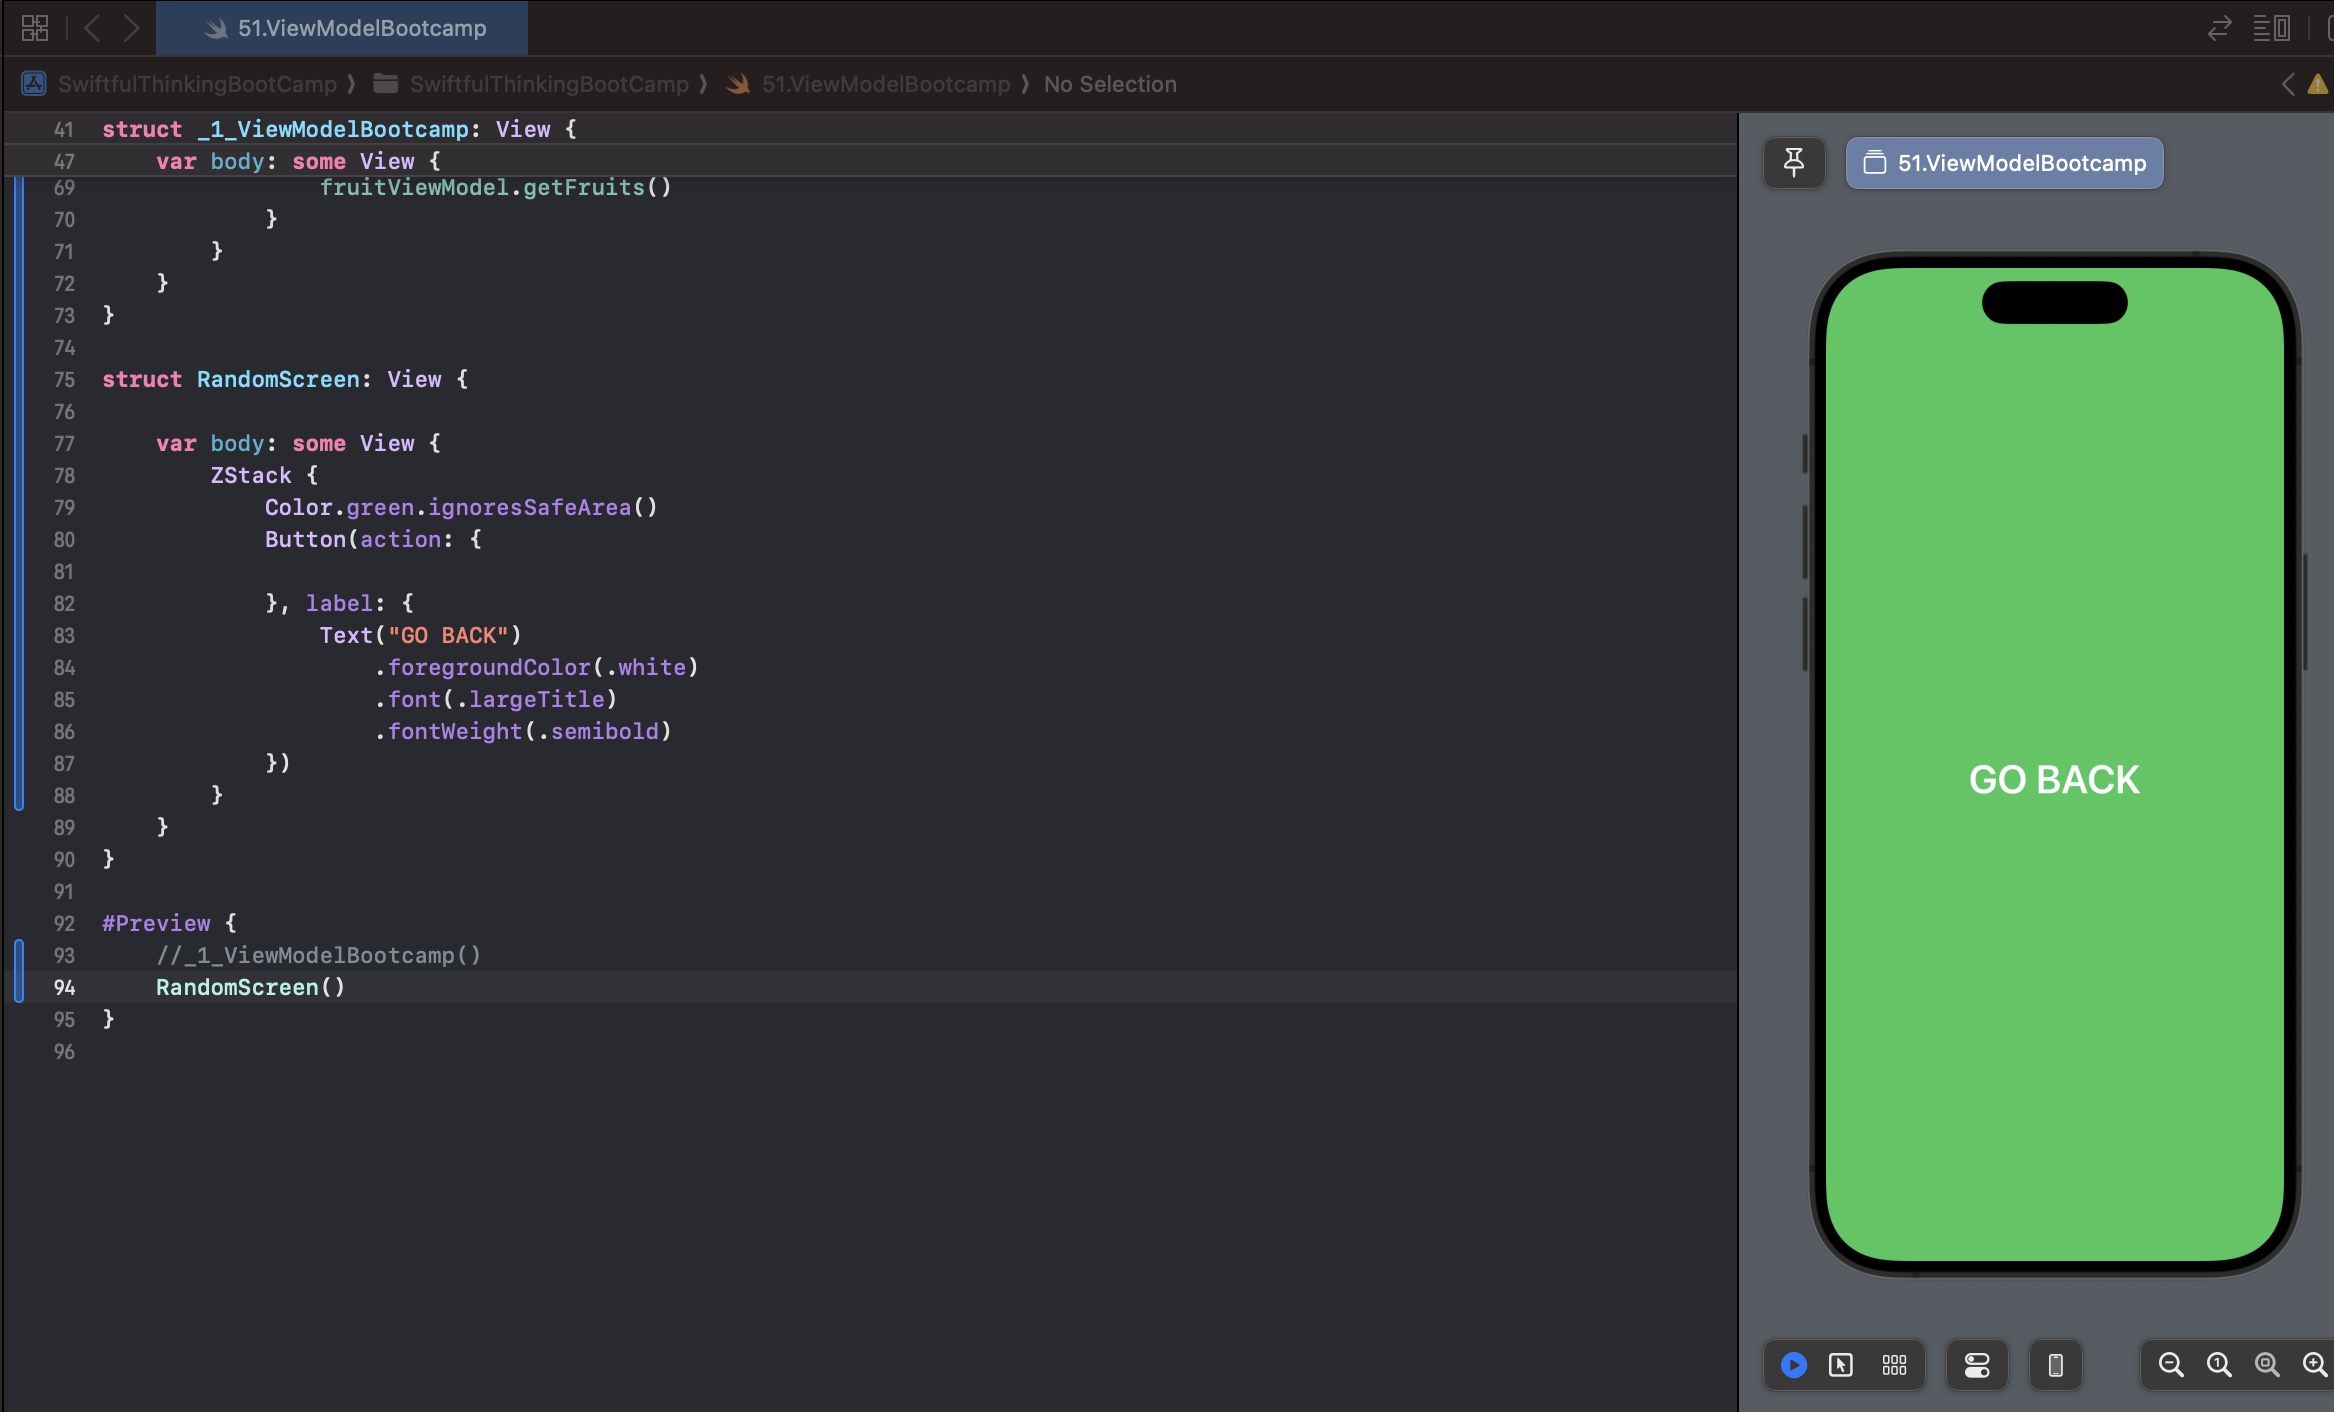 51.ViewModelBootcamp
SwiftfulThinkingBootCamp ⟩ SwiftfulThinkingBootCamp ⟩ 51.ViewModelBootcamp ⟩ No Selection
41 struct _1_ViewModelBootcamp: View {
47     var body: some View {
69                 fruitViewModel.getFruits()
70             }
71         }
72     }
73 }
74
75 struct RandomScreen: View {
76
77     var body: some View {
78         ZStack {
79             Color.green.ignoresSafeArea()
80             Button(action: {
81
82             }, label: {
83                 Text("GO BACK")
84                     .foregroundColor(.white)
85                     .font(.largeTitle)
86                     .fontWeight(.semibold)
87             })
88         }
89     }
90 }
91
92 #Preview {
93     //_1_ViewModelBootcamp()
94     RandomScreen()
95 }
96
51.ViewModelBootcamp
GO BACK